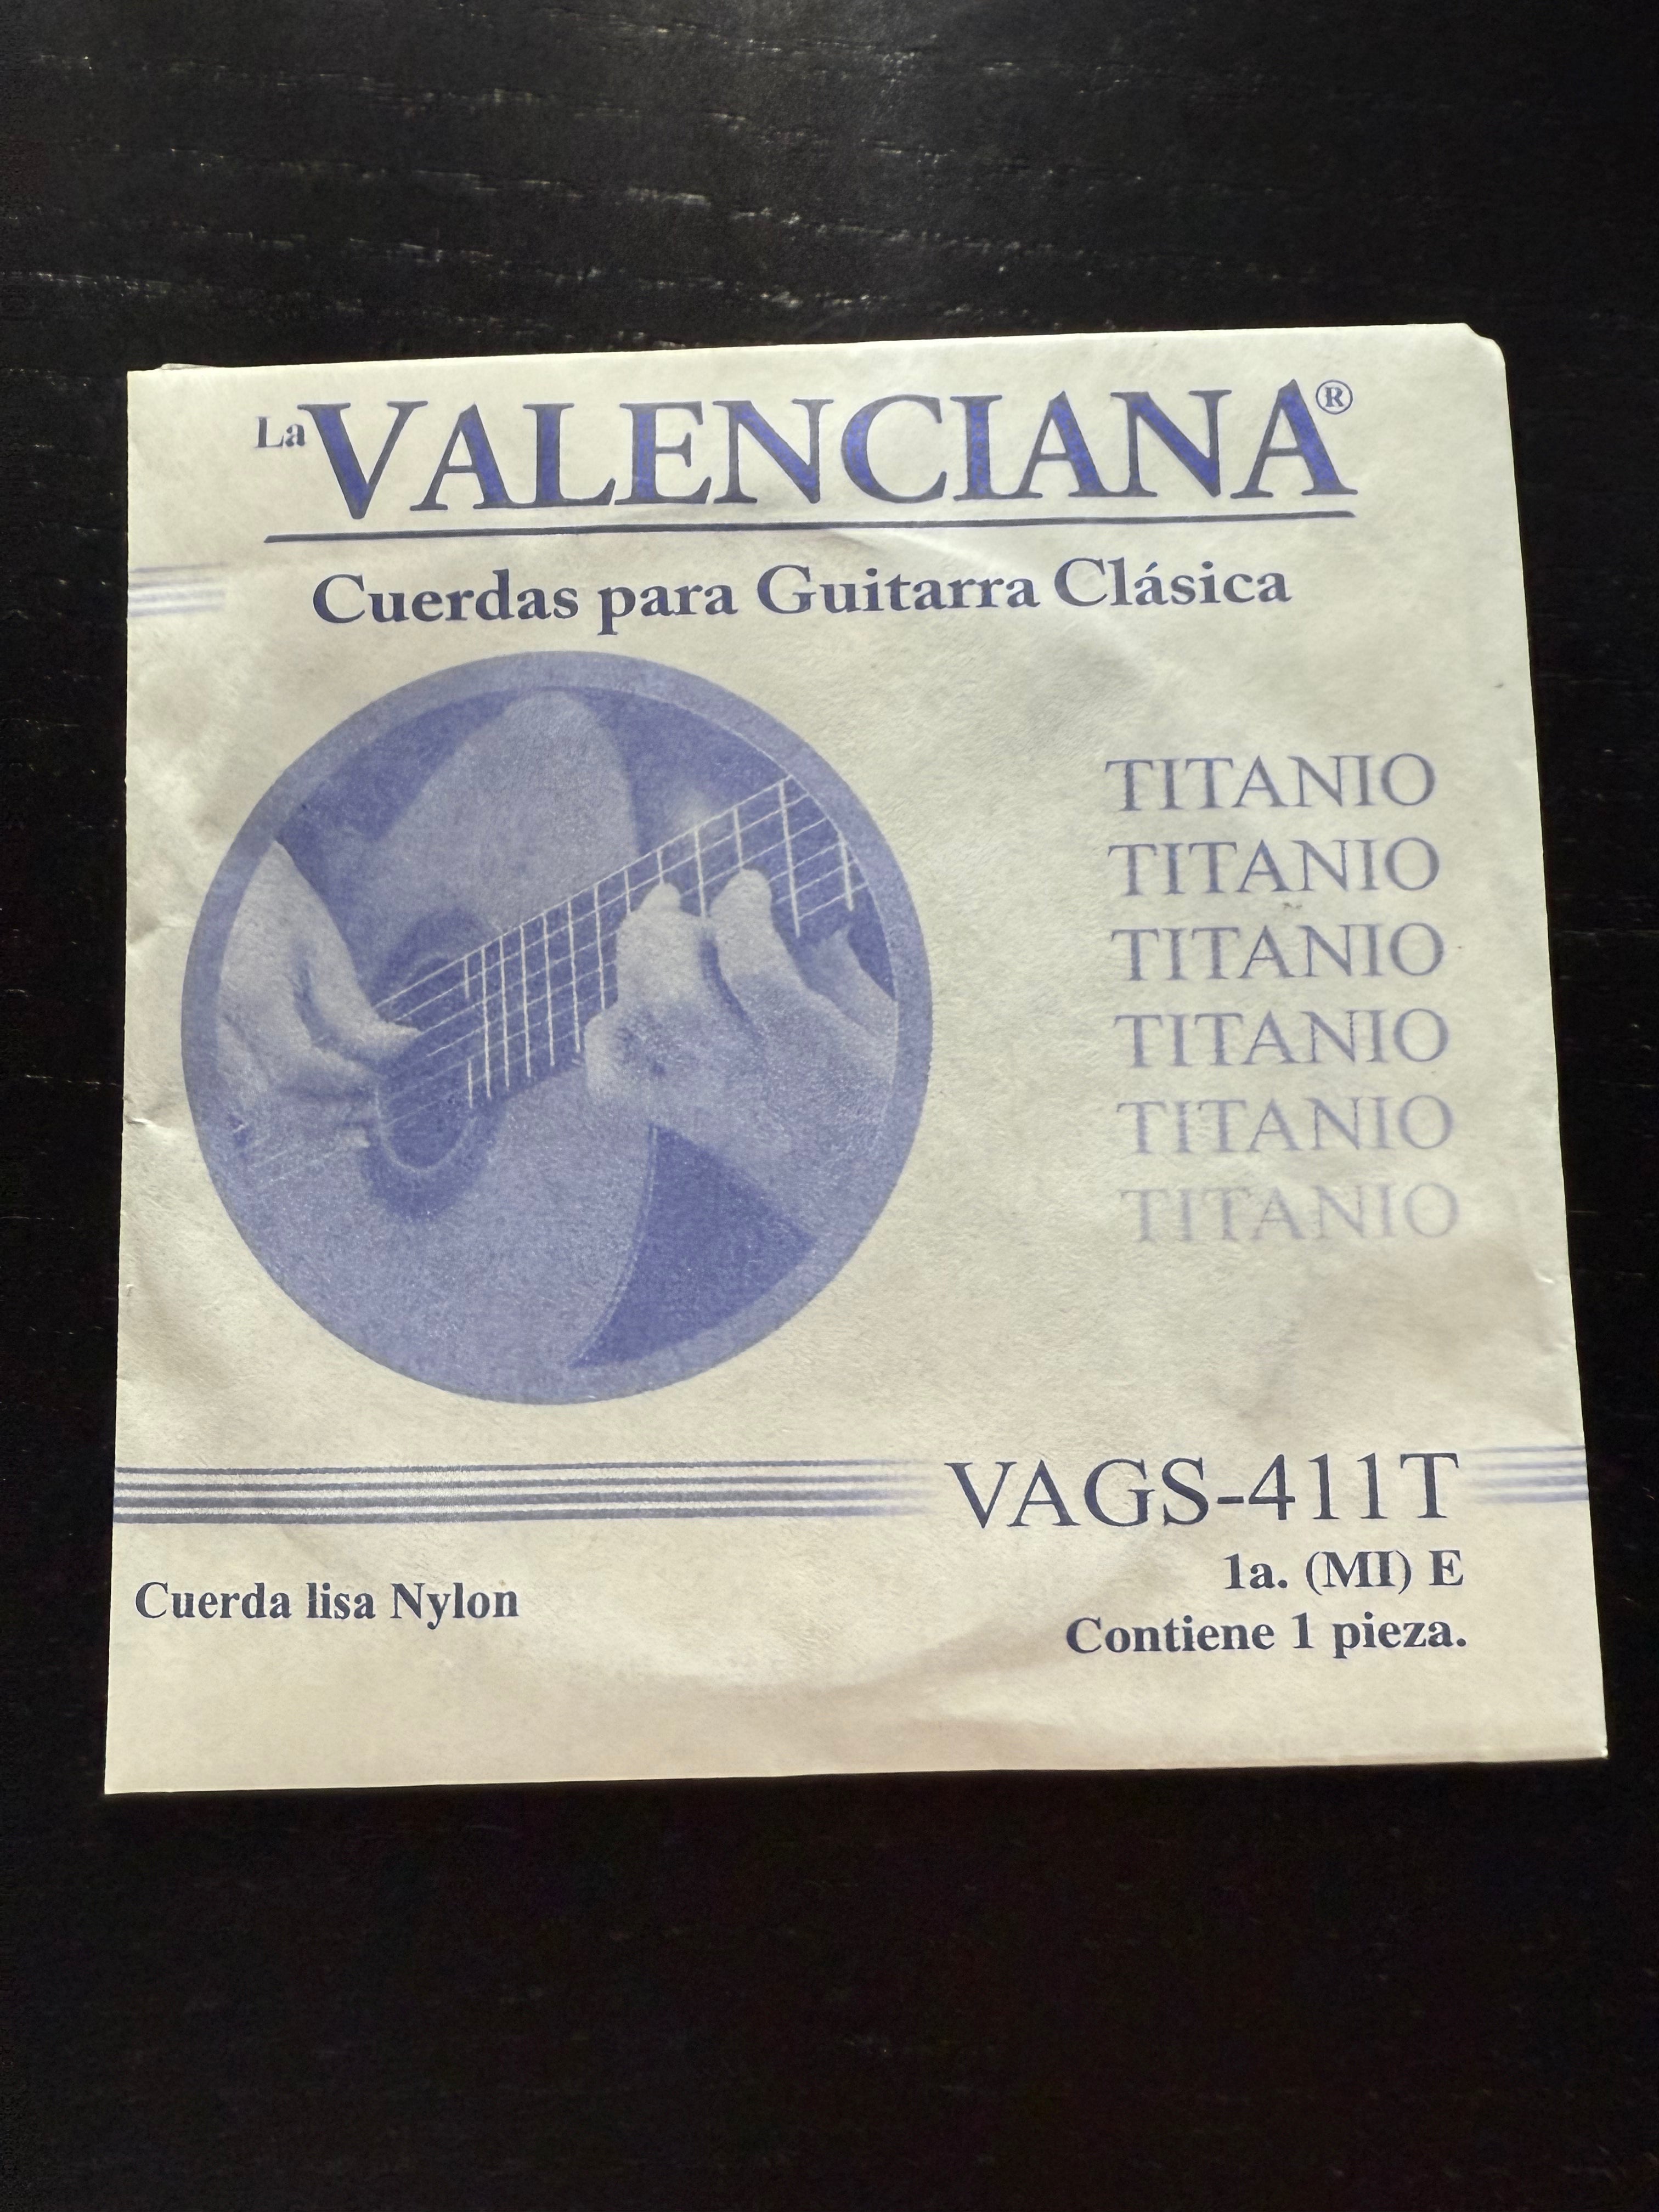 La VALENCIANA®
Cuerdas para Guitarra Clásica
TITANIO
TITANIO
TITANIO
TITANIO
TITANIO
TITANIO
VAGS-411T
1a. (MI) E
Cuerda lisa Nylon
Contiene 1 pieza.